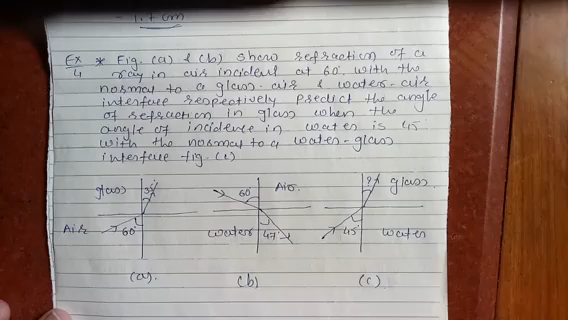 = 1.7 cm
Ex 4 * Fig. (a) & (b) show refraction of a
ray in air incident at 60°. With the
normal to a glass-air & water-air
interface respectively predict the angle
of refraction in glass when the
angle of incidence in water is 45°
with the normal to a water-glass
interface fig. (c)
glass 35°
Air 60°
(a).
60° Air.
water 47°
(b)
? glass
45° water
(c)